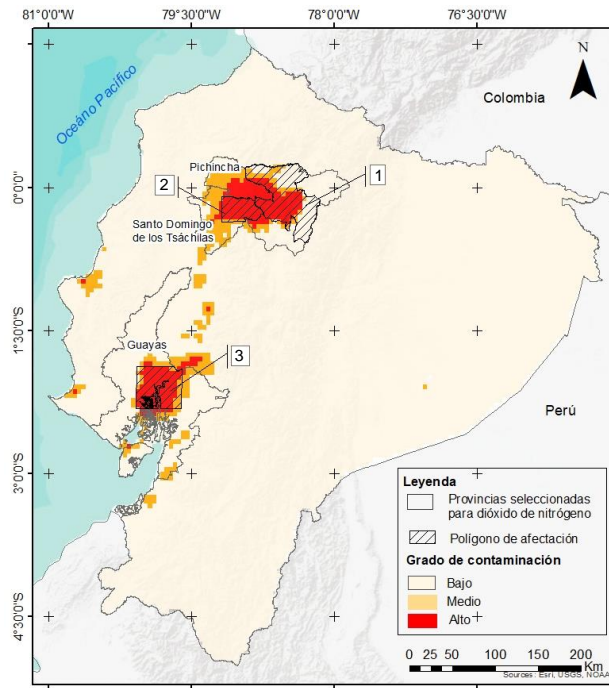 81°0'0"W 79°30'0"W 78°0'0"W 76°30'0"W
N
Océano Pacífico
Colombia
Pichincha
2
1
0°0'0"
Santo Domingo
de los Tsáchilas
1°30'0"S
Guayas
3
Perú
3°0'0"S
4°30'0"S
Leyenda
Provincias seleccionadas
para dióxido de nitrógeno
Polígono de afectación
Grado de contaminación
Bajo
Medio
Alto
0 25 50 100 150 200
Km
Sources: Esri, USGS, NOAA